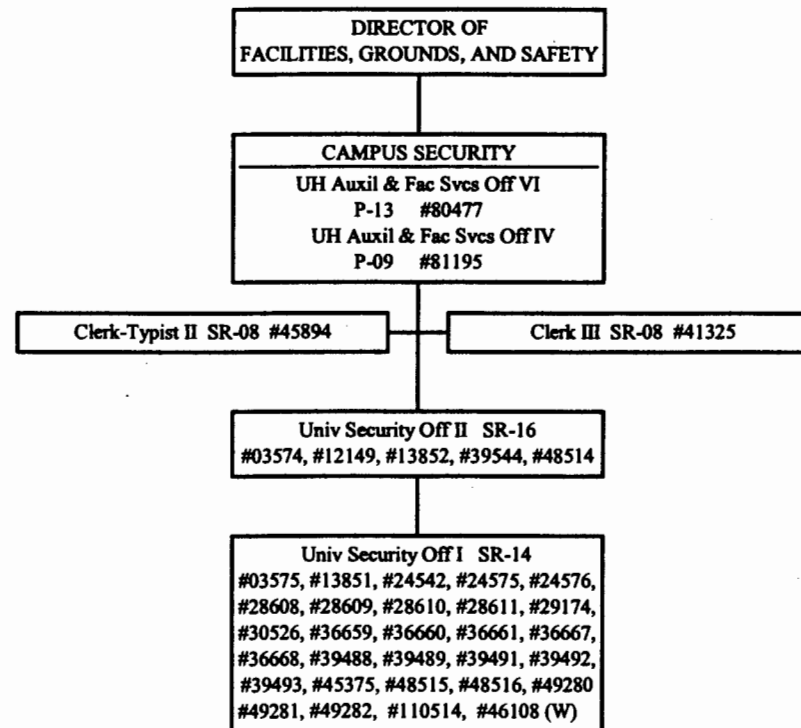 DIRECTOR OF
FACILITIES, GROUNDS, AND SAFETY
CAMPUS SECURITY
UH Auxil & Fac Svcs Off VI
P-13 #80477
UH Auxil & Fac Svcs Off IV
P-09 #81195
Clerk-Typist II SR-08 #45894
Clerk III SR-08 #41325
Univ Security Off II SR-16
#03574, #12149, #13852, #39544, #48514
Univ Security Off I SR-14
#03575, #13851, #24542, #24575, #24576,
#28608, #28609, #28610, #28611, #29174,
#30526, #36659, #36660, #36661, #36667,
#36668, #39488, #39489, #39491, #39492,
#39493, #45375, #48515, #48516, #49280
#49281, #49282, #110514, #46108 (W)